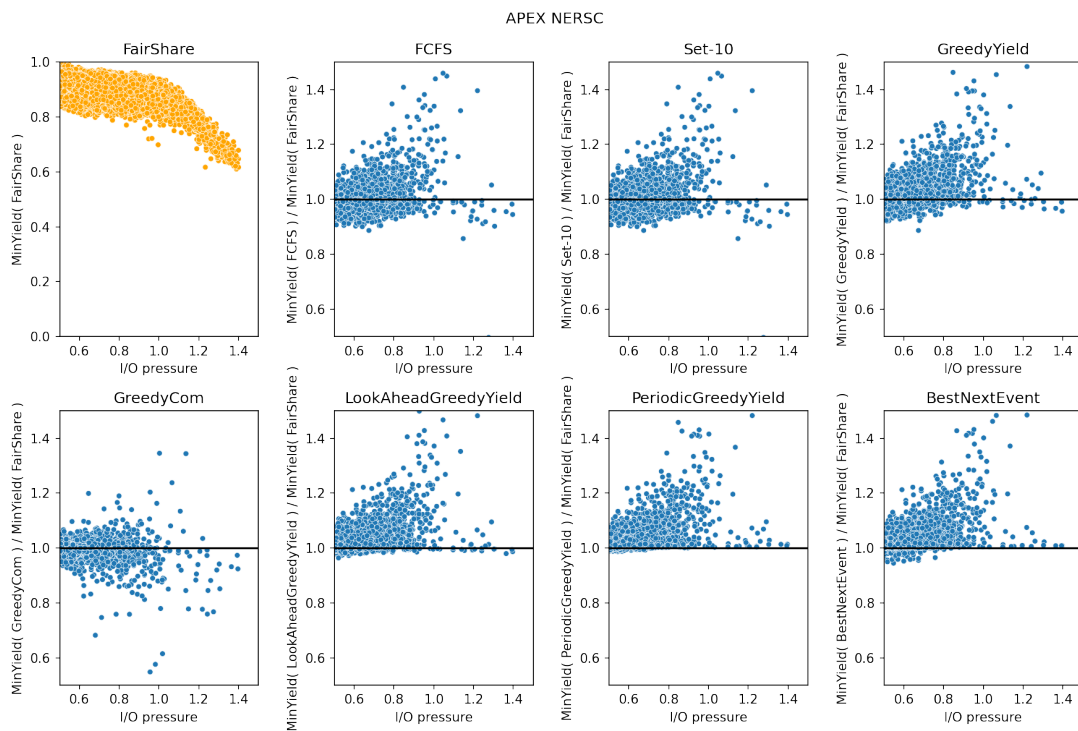 APEX NERSC
FairShare
MinYield( FairShare )
1.0
0.8
0.6
0.4
0.2
0.0
0.6 0.8 1.0 1.2 1.4
I/O pressure
FCFS
MinYield( FCFS ) / MinYield( FairShare )
1.4
1.2
1.0
0.8
0.6
0.6 0.8 1.0 1.2 1.4
I/O pressure
Set-10
MinYield( Set-10 ) / MinYield( FairShare )
1.4
1.2
1.0
0.8
0.6
0.6 0.8 1.0 1.2 1.4
I/O pressure
GreedyYield
MinYield( GreedyYield ) / MinYield( FairShare )
1.4
1.2
1.0
0.8
0.6
0.6 0.8 1.0 1.2 1.4
I/O pressure
GreedyCom
MinYield( GreedyCom ) / MinYield( FairShare )
1.4
1.2
1.0
0.8
0.6
0.6 0.8 1.0 1.2 1.4
I/O pressure
LookAheadGreedyYield
MinYield( LookAheadGreedyYield ) / MinYield( FairShare )
1.4
1.2
1.0
0.8
0.6
0.6 0.8 1.0 1.2 1.4
I/O pressure
PeriodicGreedyYield
MinYield( PeriodicGreedyYield ) / MinYield( FairShare )
1.4
1.2
1.0
0.8
0.6
0.6 0.8 1.0 1.2 1.4
I/O pressure
BestNextEvent
MinYield( BestNextEvent ) / MinYield( FairShare )
1.4
1.2
1.0
0.8
0.6
0.6 0.8 1.0 1.2 1.4
I/O pressure